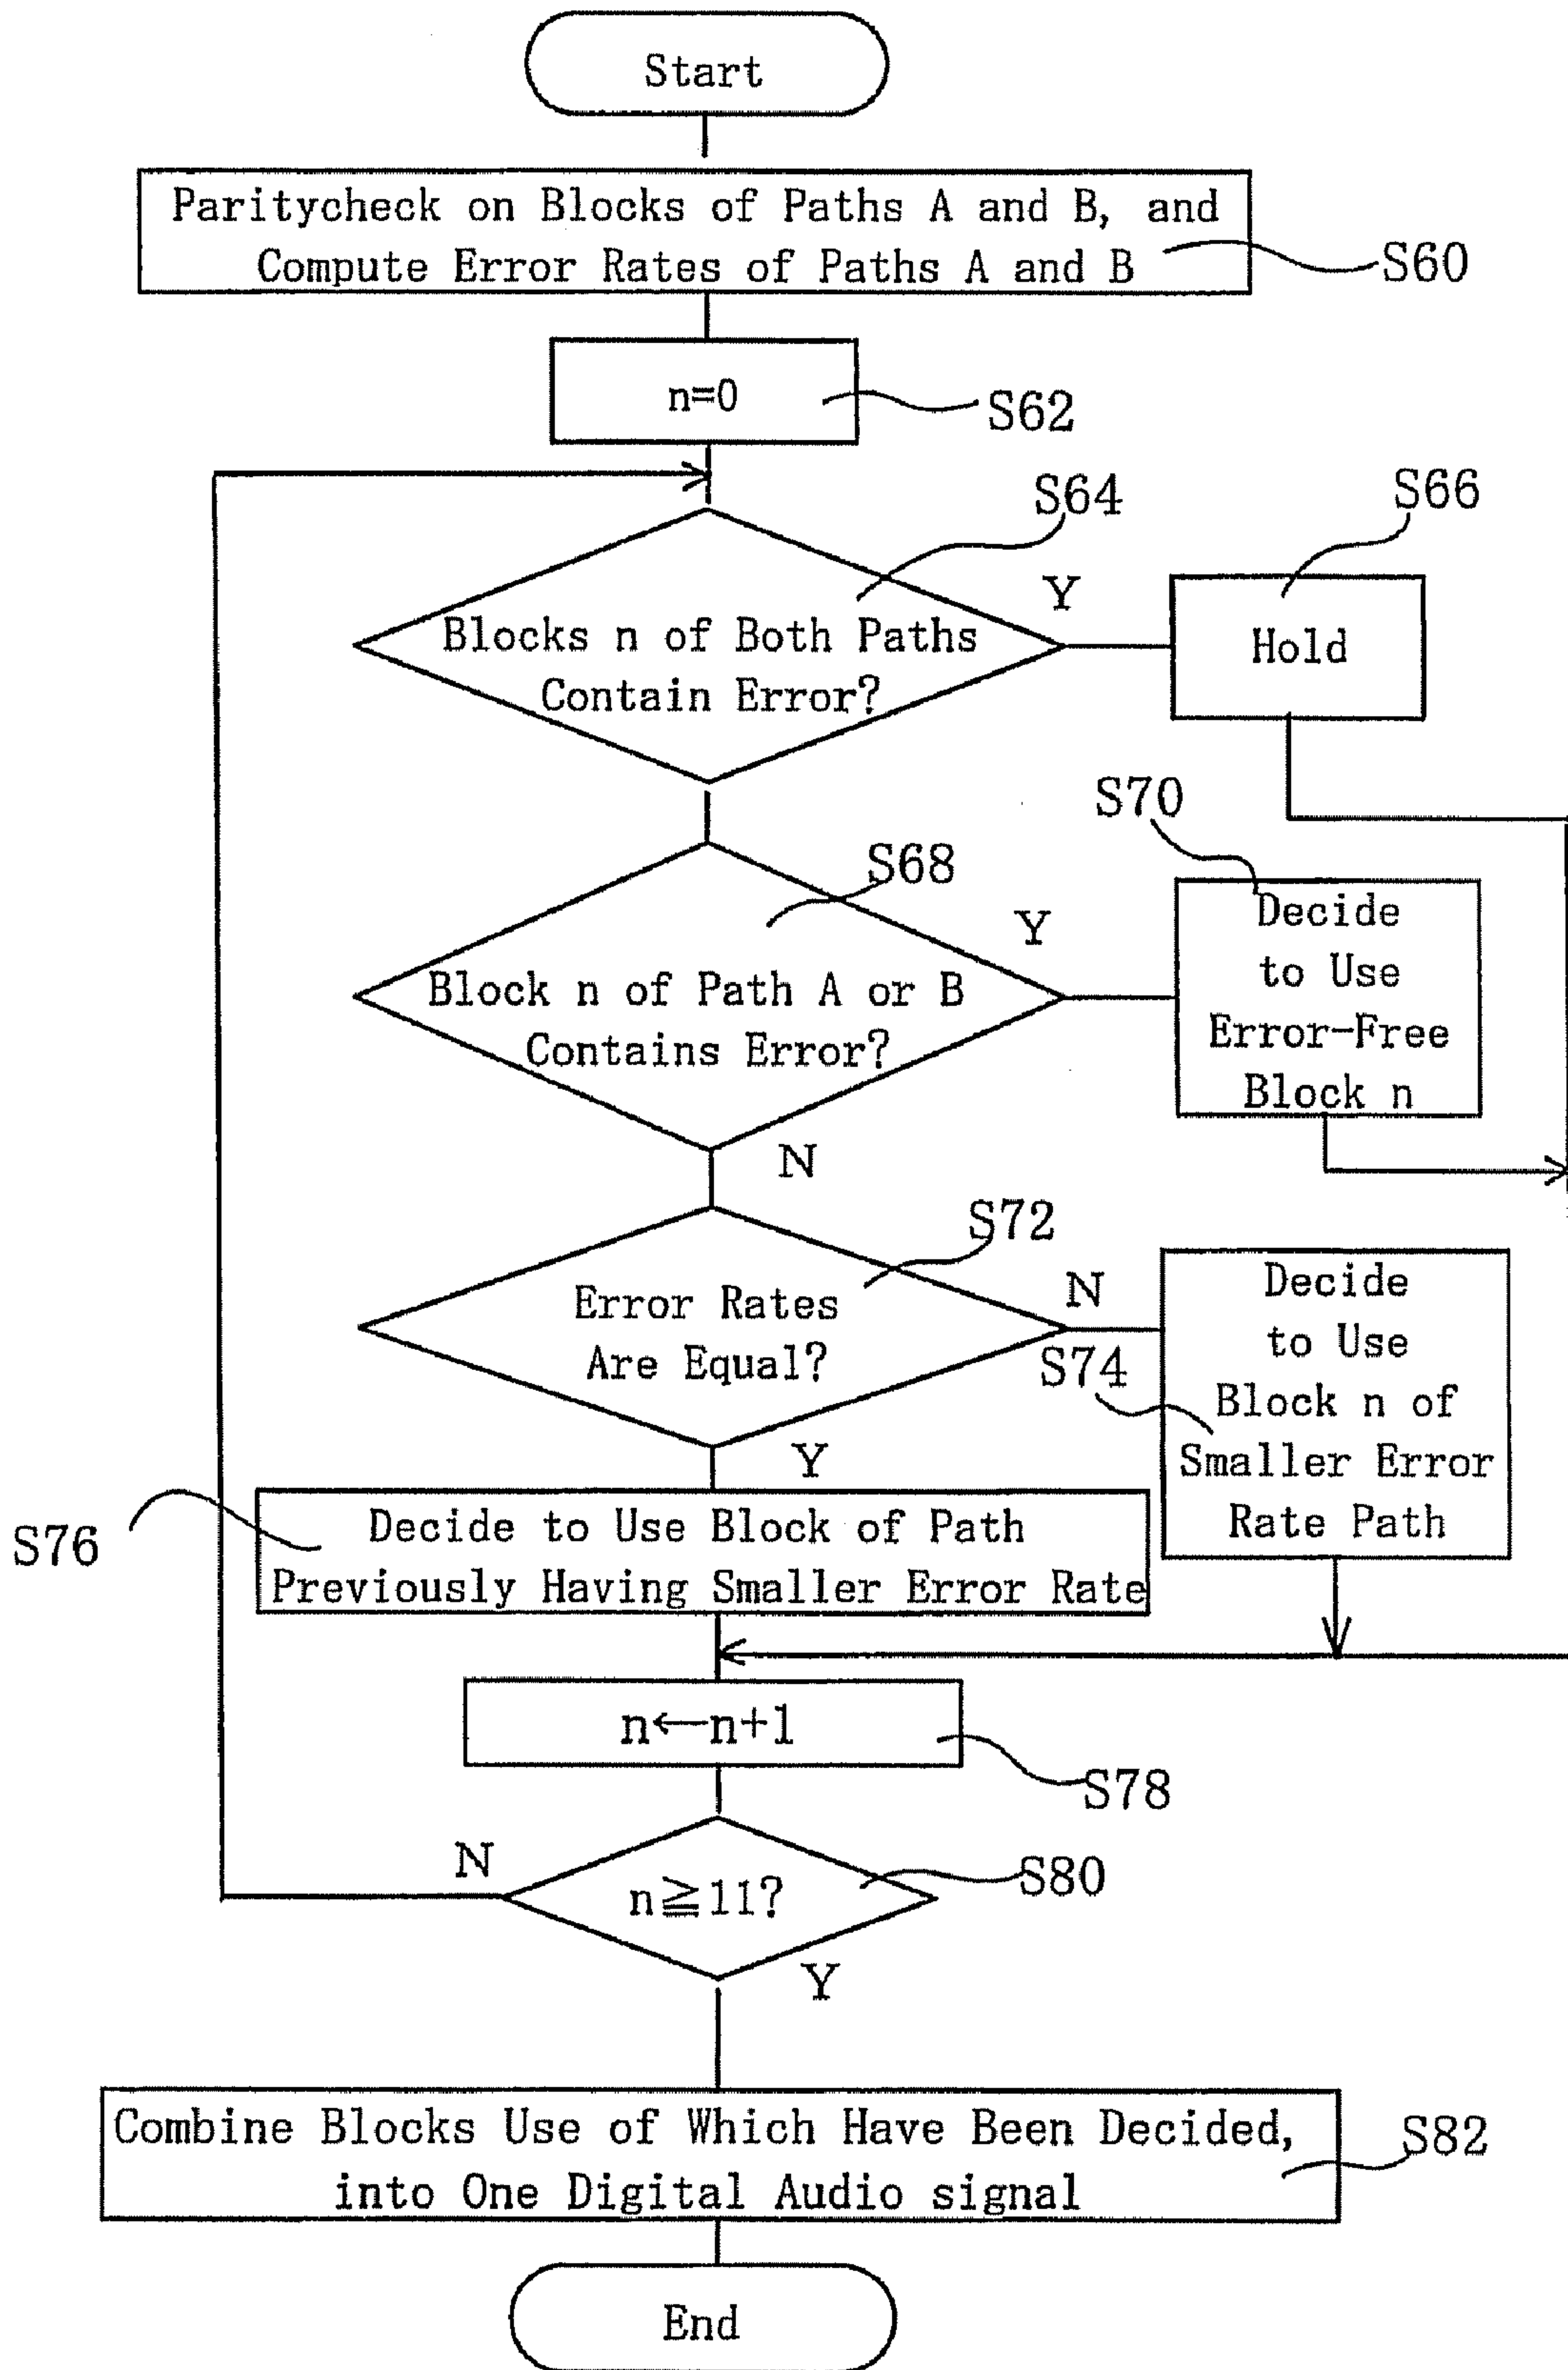 Start
Paritycheck on Blocks of Paths A and B, and
Compute Error Rates of Paths A and B
S60
n=0
S62
S64
S66
Y
Blocks n of Both Paths
Contain Error?
Hold
S70
S68
Y
Block n of Path A or B
Contains Error?
Decide
to Use
Error-Free
Block n
N
S72
N
Error Rates
Are Equal?
S74
Decide
to Use
Block n of
Smaller Error
Rate Path
Y
S76
Decide to Use Block of Path
Previously Having Smaller Error Rate
n←n+1
S78
N
n≧11?
S80
Y
Combine Blocks Use of Which Have Been Decided,
into One Digital Audio signal
S82
End